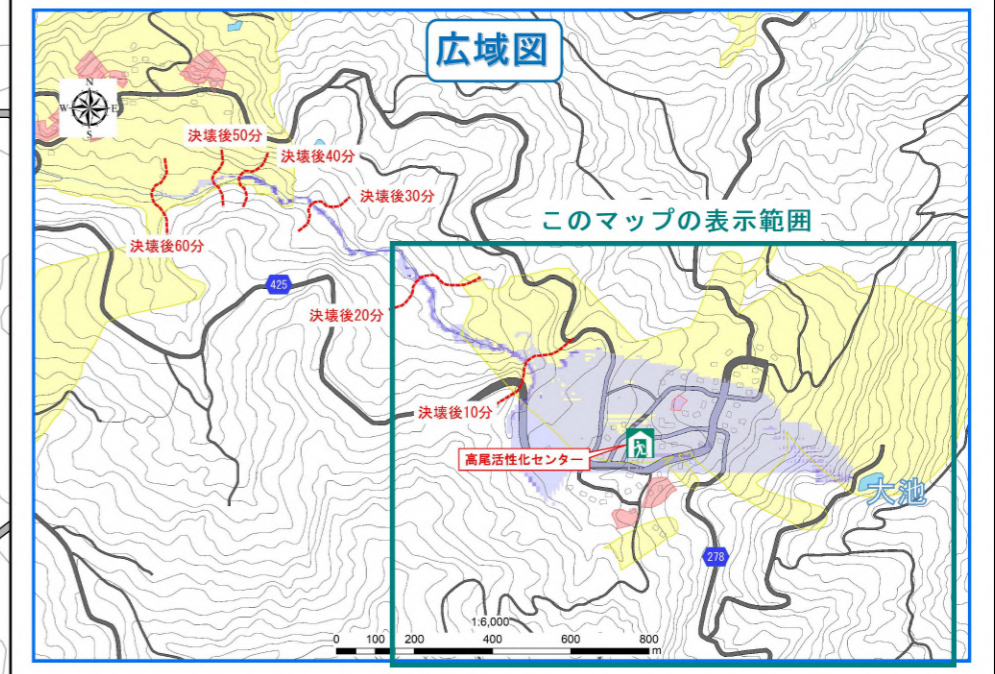 広域図
N
W
E
S
決壊後50分
決壊後40分
決壊後30分
このマップの表示範囲
決壊後60分
425
決壊後20分
決壊後10分
高尾活性化センター
大池
278
1:6,000
0 100 200 400 600 800
m